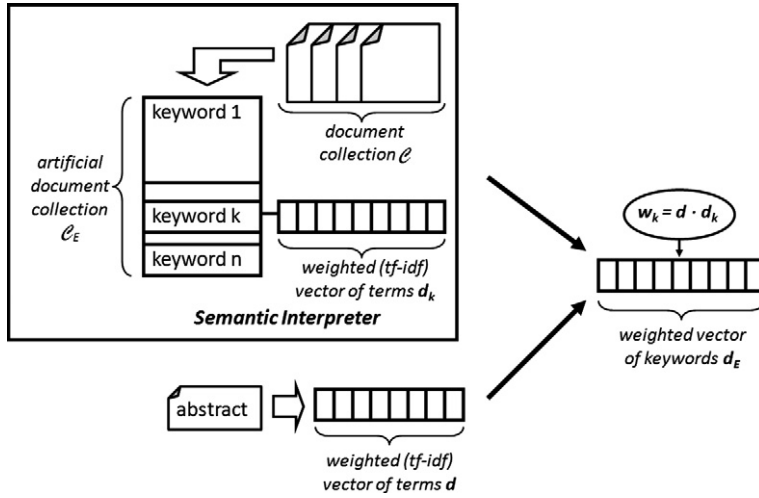 keyword 1
document
collection 𝒞
artificial
document
collection
𝒞E
keyword k
keyword n
weighted (tf-idf)
vector of terms dk
Semantic Interpreter
wk = d · dk
weighted vector
of keywords dE
abstract
weighted (tf-idf)
vector of terms d